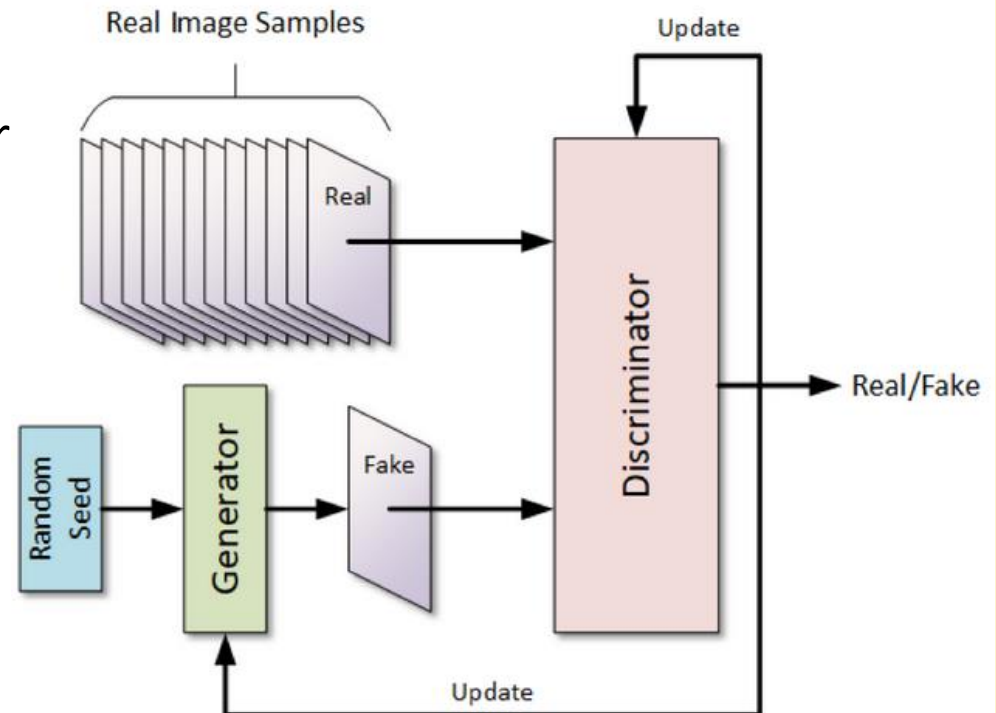 Real Image Samples
Update
r
Real
Discriminator
Real/Fake
Random
Seed
Generator
Fake
Update